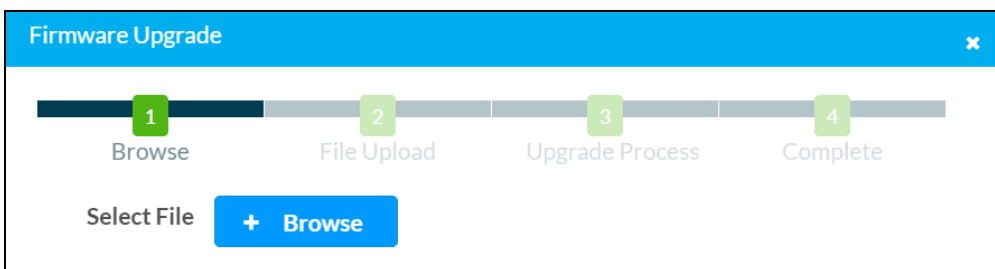 Firmware Upgrade
1 2 3 4
Browse File Upload Upgrade Process Complete
Select File + Browse